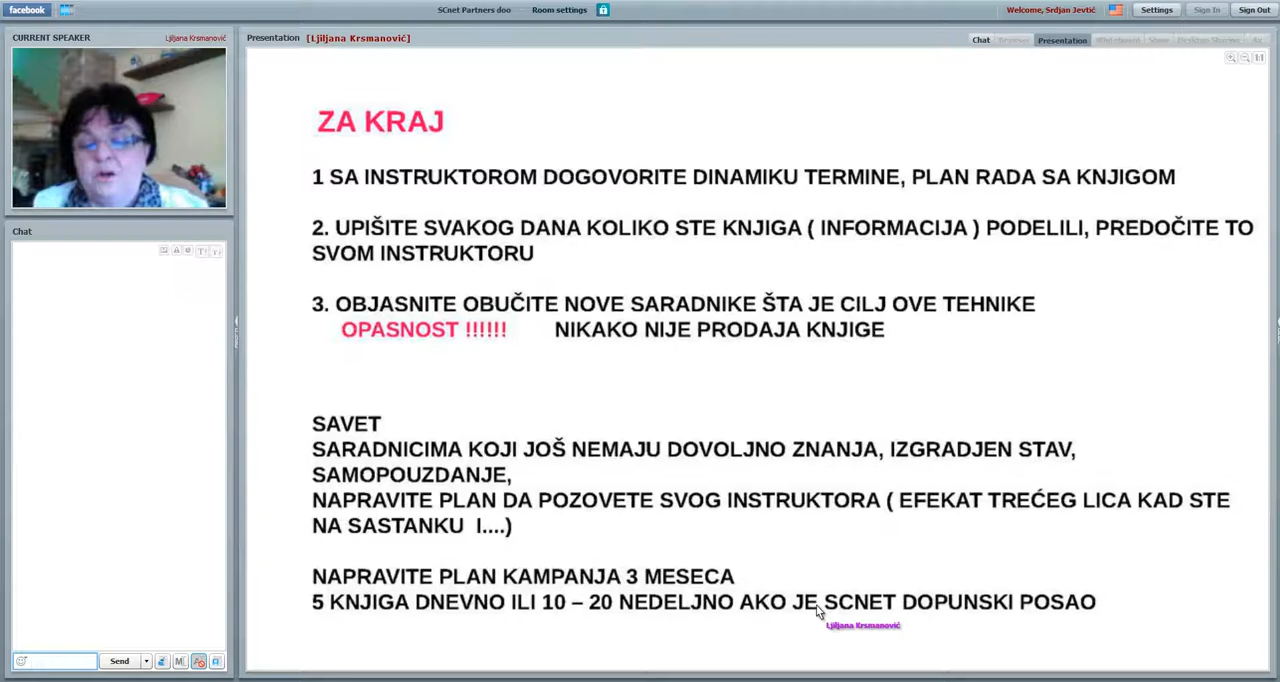 facebook
SCnet Partners doo
Room settings
Welcome, Srdjan Jevtić
Settings
Sign In
Sign Out
CURRENT SPEAKER
Ljiljana Krsmanović
Presentation
[Ljiljana Krsmanović]
Chat
Presentation
ZA KRAJ
1 SA INSTRUKTOROM DOGOVORITE DINAMIKU TERMINE, PLAN RADA SA KNJIGOM
2. UPIŠITE SVAKOG DANA KOLIKO STE KNJIGA ( INFORMACIJA ) PODELILI, PREDOČITE TO
SVOM INSTRUKTORU
3. OBJASNITE OBUČITE NOVE SARADNIKE ŠTA JE CILJ OVE TEHNIKE
OPASNOST !!!!!! NIKAKO NIJE PRODAJA KNJIGE
SAVET
SARADNICIMA KOJI JOŠ NEMAJU DOVOLJNO ZNANJA, IZGRADJEN STAV,
SAMOPOUZDANJE,
NAPRAVITE PLAN DA POZOVETE SVOG INSTRUKTORA ( EFEKAT TREĆEG LICA KAD STE
NA SASTANKU I....)
NAPRAVITE PLAN KAMPANJA 3 MESECA
5 KNJIGA DNEVNO ILI 10 – 20 NEDELJNO AKO JE SCNET DOPUNSKI POSAO
Ljiljana Krsmanović
Chat
Send